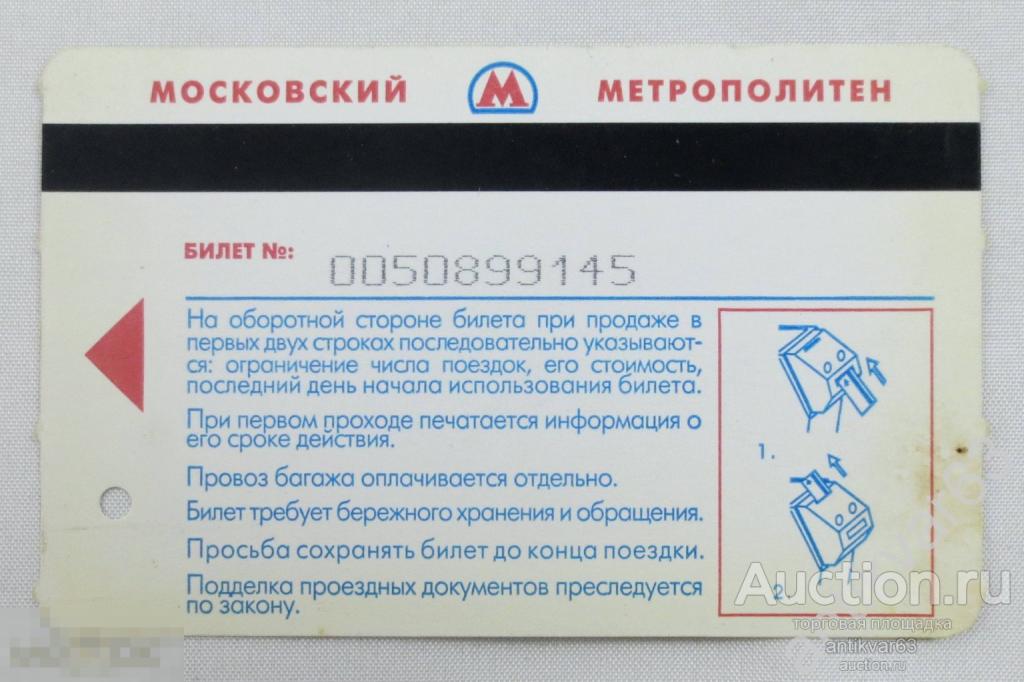 МОСКОВСКИЙ М МЕТРОПОЛИТЕН
БИЛЕТ №: 0050899145
На оборотной стороне билета при продаже в
первых двух строках последовательно указывают-
ся: ограничение числа поездок, его стоимость,
последний день начала использования билета.
При первом проходе печатается информация о
его сроке действия.
Провоз багажа оплачивается отдельно.
Билет требует бережного хранения и обращения.
Просьба сохранять билет до конца поездки.
Подделка проездных документов преследуется
по закону.
1.
2.
Auction.ru
торговая площадка
antikvar63
auction.ru